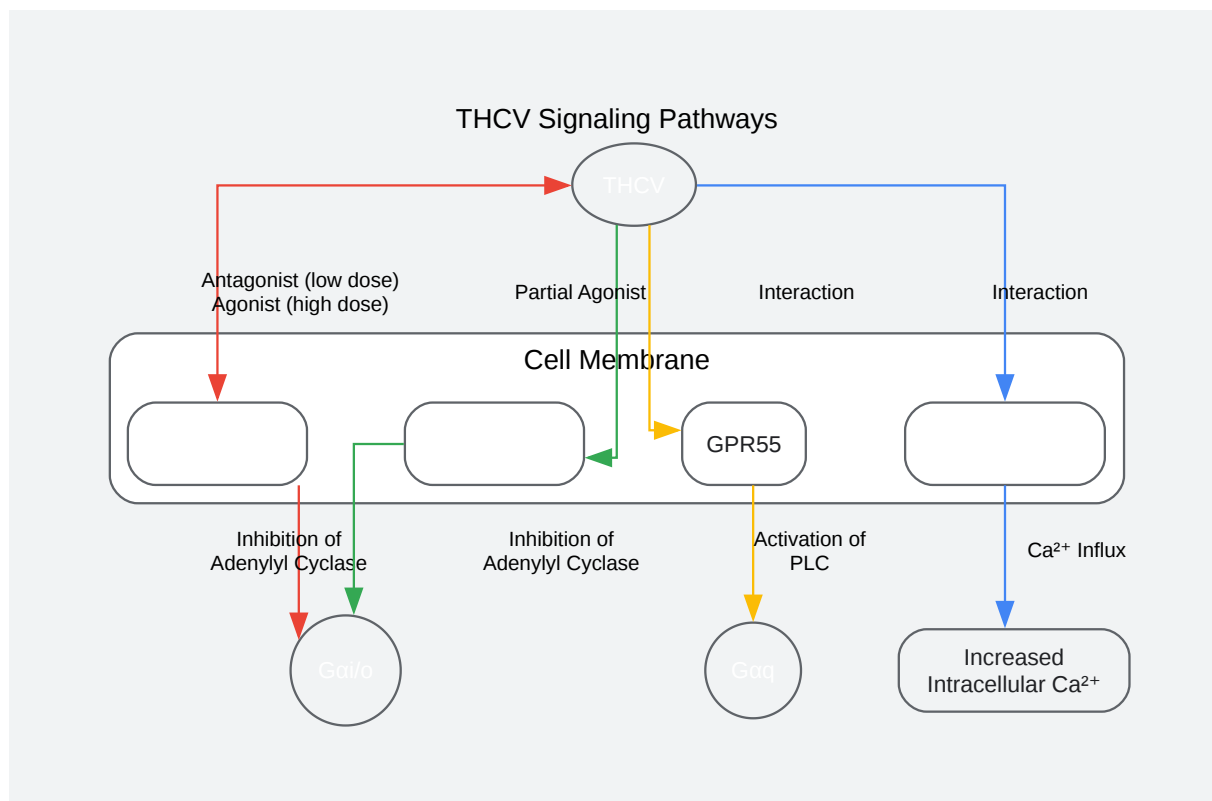 THCV Signaling Pathways
THCV
Antagonist (low dose)
Agonist (high dose)
Partial Agonist
Interaction
Interaction
Cell Membrane
GPR55
Inhibition of
Adenylyl Cyclase
Inhibition of
Adenylyl Cyclase
Activation of
PLC
Ca²⁺ Influx
Gαi/o
Gαq
Increased
Intracellular Ca²⁺